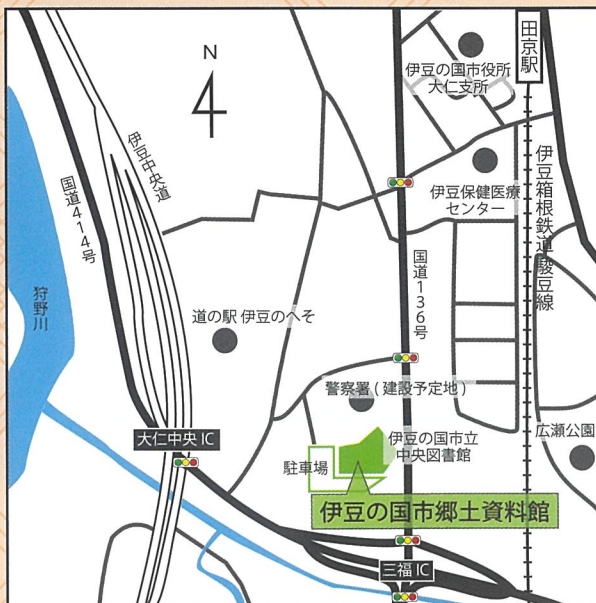 N
田京駅
伊豆の国市役所
大仁支所
伊豆中央道
国道414号
伊豆保健医療
センター
伊豆箱根鉄道駿豆線
国道136号
狩野川
道の駅 伊豆のへそ
警察署(建設予定地)
大仁中央IC
伊豆の国市立
中央図書館
広瀬公園
駐車場
伊豆の国市郷土資料館
三福IC